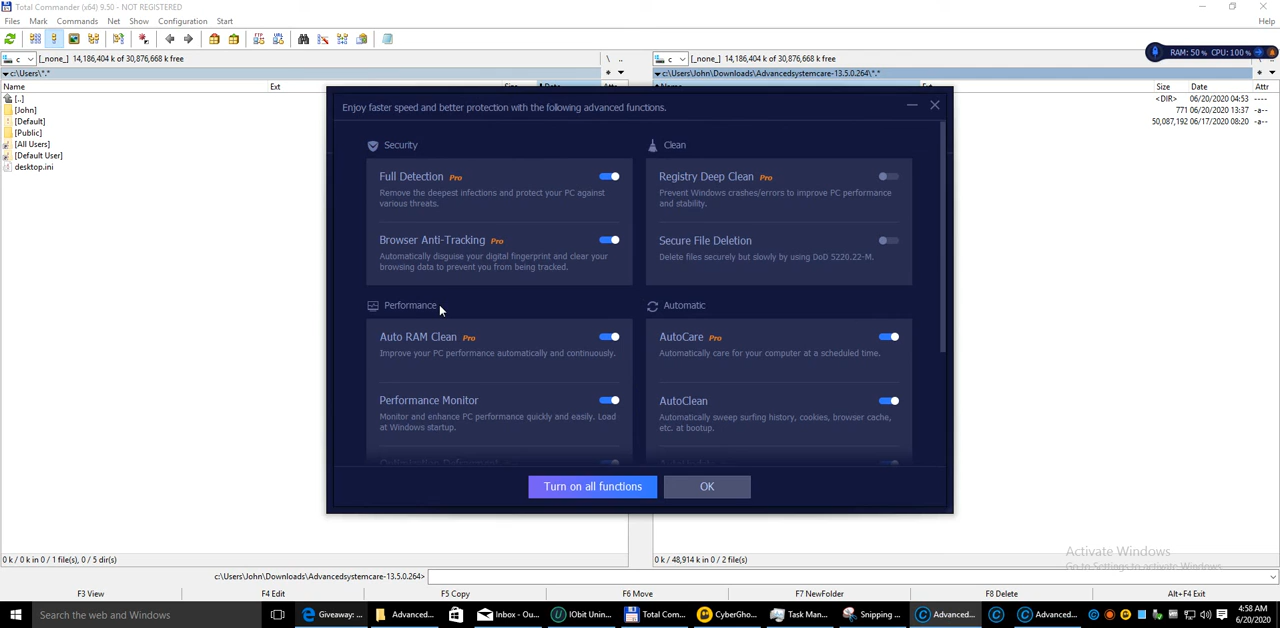 Total Commander (x64) 9.50 - NOT REGISTERED
Files Mark Commands Net Show Configuration Start Help
c [_none_] 14,186,404 k of 30,876,668 k free \ ..
c [_none_] 14,186,404 k of 30,876,668 k free
RAM: 50% CPU: 100%
c:\Users\*.*
c:\Users\John\Downloads\Advancedsystemcare-13.5.0.264\*.*
Name Ext Size Date Attr
[..]
[John]
[Default]
[Public]
[All Users]
[Default User]
desktop.ini
Ext Size Date Attr
<DIR> 06/20/2020 04:53 ----
771 06/20/2020 13:37 -a--
50,087,192 06/17/2020 08:20 -a--
Enjoy faster speed and better protection with the following advanced functions.
Security
Full Detection Pro
Remove the deepest infections and protect your PC against
various threats.
Browser Anti-Tracking Pro
Automatically disguise your digital fingerprint and clear your
browsing data to prevent you from being tracked.
Clean
Registry Deep Clean Pro
Prevent Windows crashes/errors to improve PC performance
and stability.
Secure File Deletion
Delete files securely but slowly by using DoD 5220.22-M.
Performance
Auto RAM Clean Pro
Improve your PC performance automatically and continuously.
Performance Monitor
Monitor and enhance PC performance quickly and easily. Load
at Windows startup.
Automatic
AutoCare Pro
Automatically care for your computer at a scheduled time.
AutoClean
Automatically sweep surfing history, cookies, browser cache,
etc. at bootup.
Turn on all functions
OK
Activate Windows
Go to Settings to activate Windows.
0 k / 0 k in 0 / 1 file(s), 0 / 5 dir(s)
0 k / 48,914 k in 0 / 2 file(s)
c:\Users\John\Downloads\Advancedsystemcare-13.5.0.264>
F3 View F4 Edit F5 Copy F6 Move F7 NewFolder F8 Delete Alt+F4 Exit
Search the web and Windows
Giveaway: ...
Advanced...
Inbox - Ou...
IObit Unin...
Total Com...
CyberGho...
Task Man...
Snipping ...
Advanced...
Advanced...
4:58 AM
6/20/2020